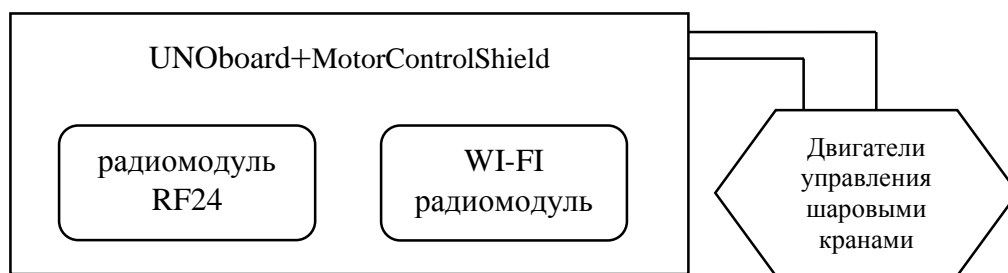 UNOboard+MotorControlShield
радиомодуль
RF24
WI-FI
радиомодуль
Двигатели
управления
шаровыми
кранами